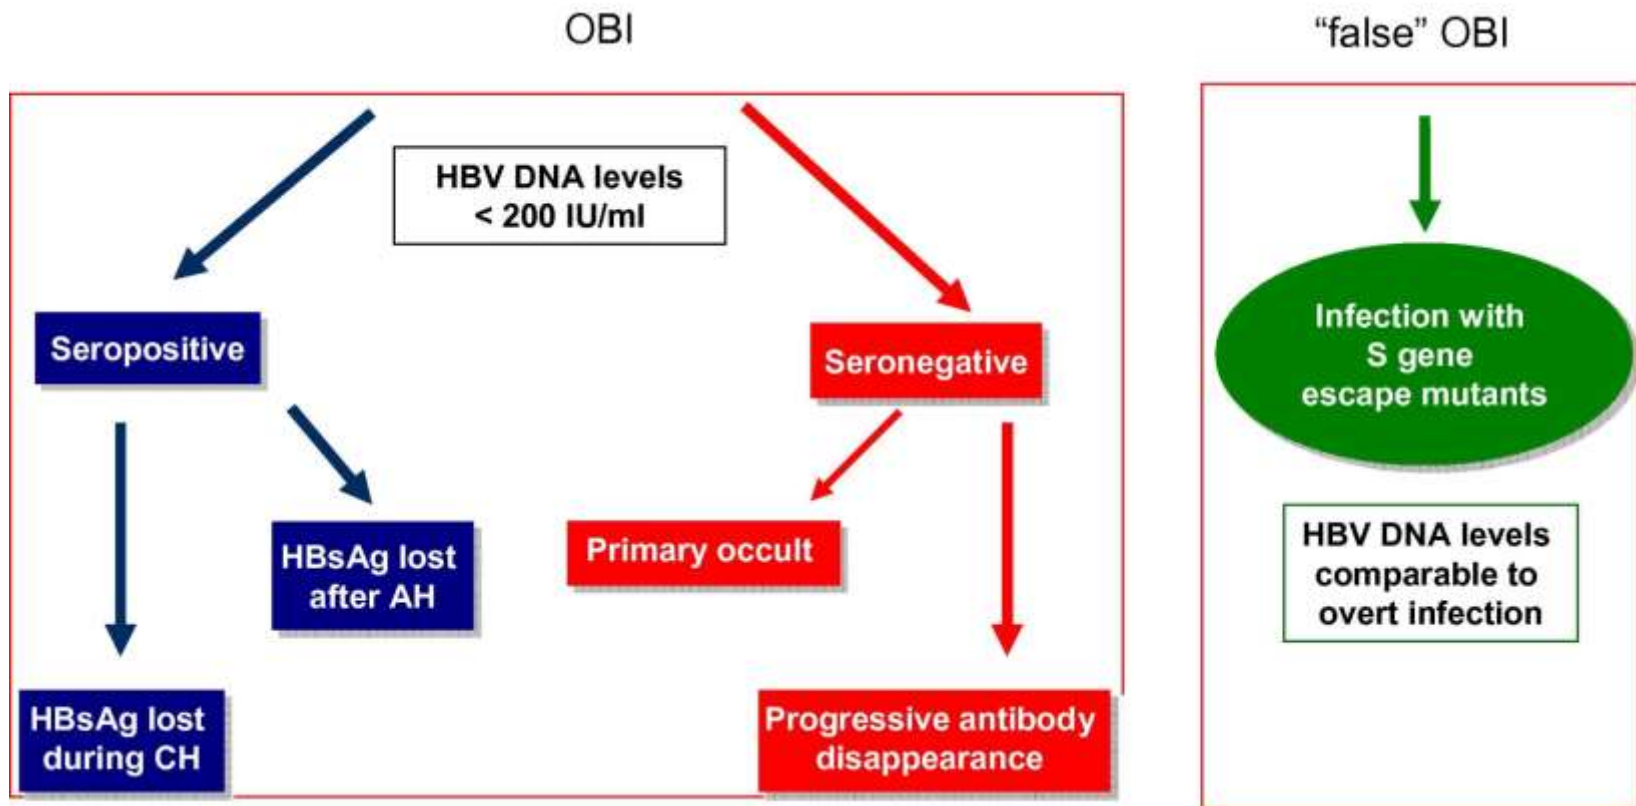 OBI
"false" OBI
HBV DNA levels
< 200 IU/ml
Seropositive
Seronegative
HBsAg lost
after AH
Primary occult
HBsAg lost
during CH
Progressive antibody
disappearance
Infection with
S gene
escape mutants
HBV DNA levels
comparable to
overt infection